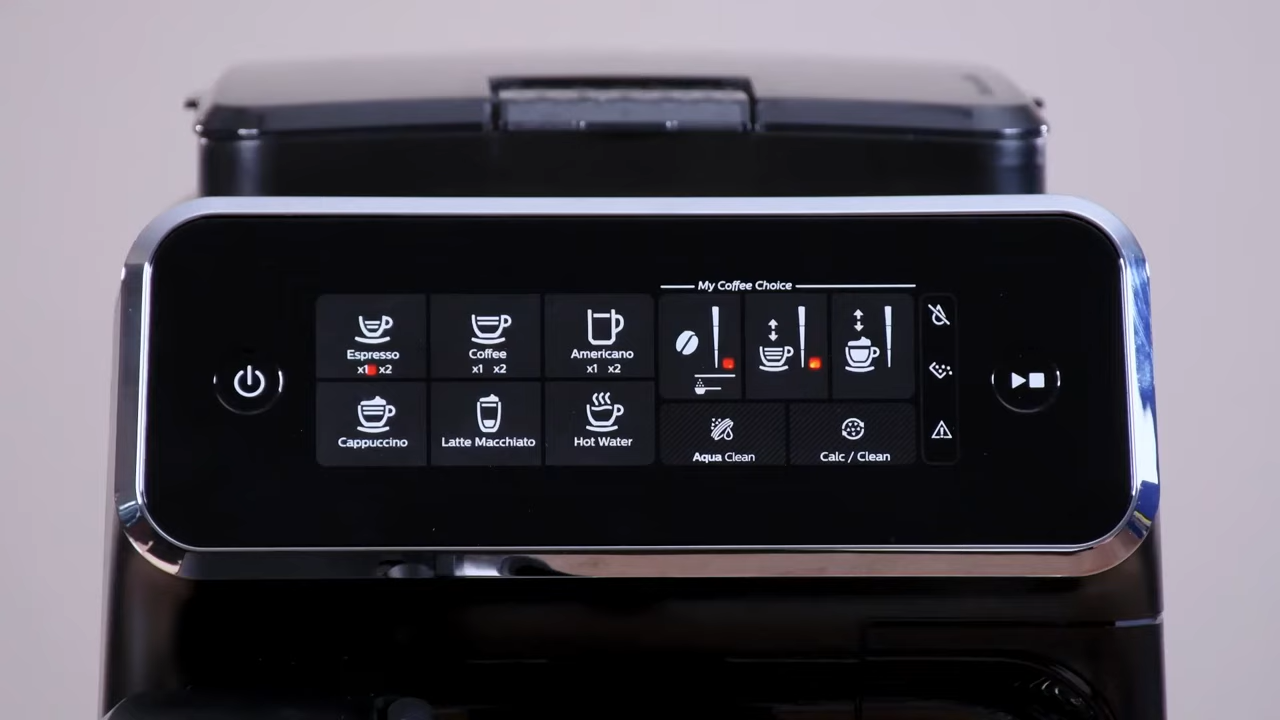 My Coffee Choice
Espresso
x1 x2
Coffee
x1 x2
Americano
x1 x2
Cappuccino
Latte Macchiato
Hot Water
Aqua Clean
Calc / Clean